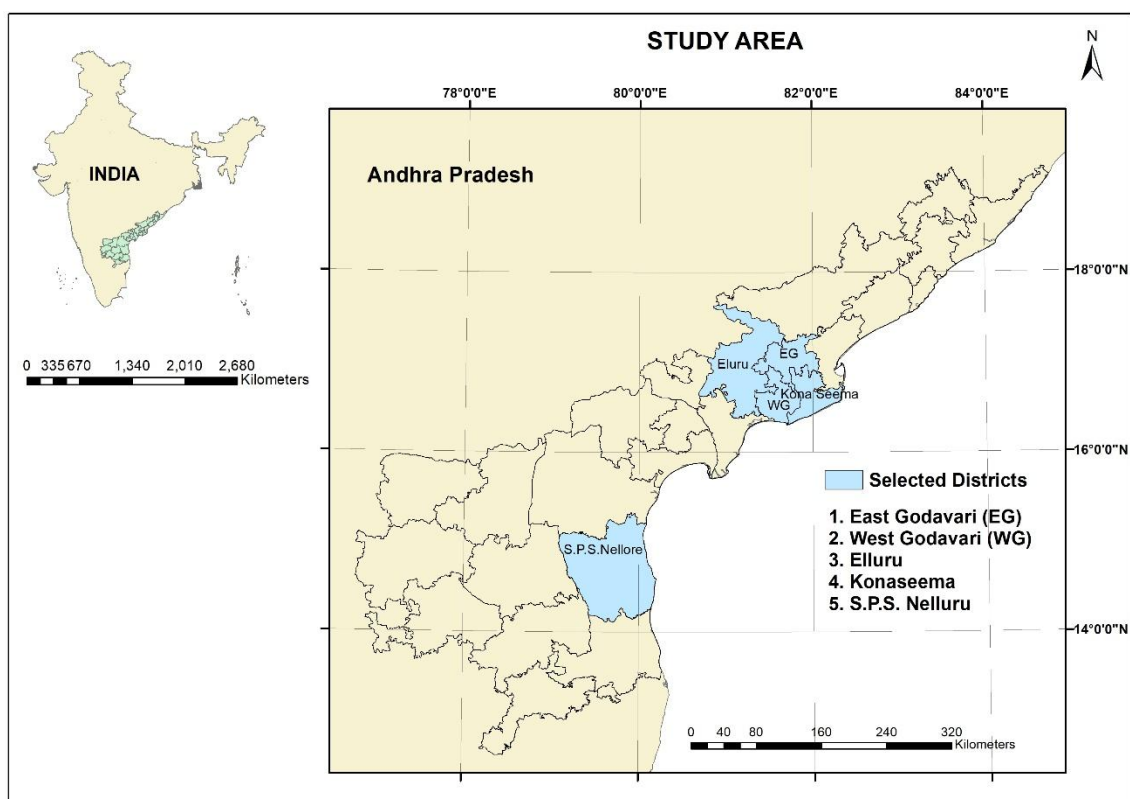 STUDY AREA
N
78°0'0"E 80°0'0"E 82°0'0"E 84°0'0"E
INDIA
Andhra Pradesh
18°0'0"N
0 335 670 1,340 2,010 2,680
Kilometers
Eluru
EG
Kona Seema
WG
16°0'0"N
Selected Districts
1. East Godavari (EG)
2. West Godavari (WG)
3. Elluru
4. Konaseema
5. S.P.S. Nelluru
S.P.S.Nellore
14°0'0"N
0 20 40 80 160 240 320
Kilometers